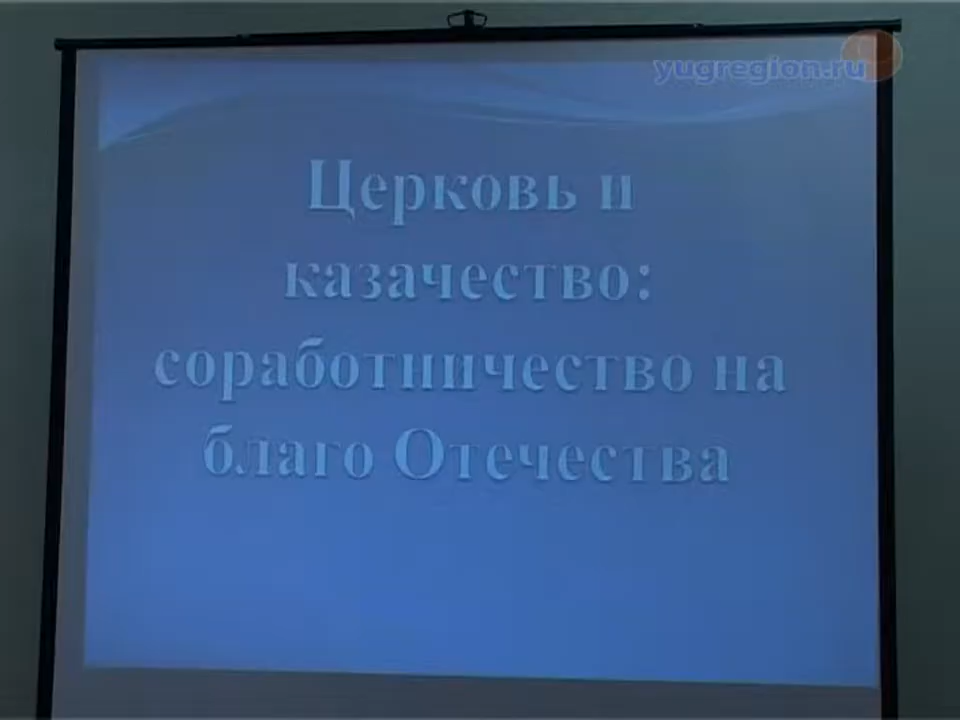 yugregion.ru
Церковь и
казачество:
соработничество на
благо Отечества